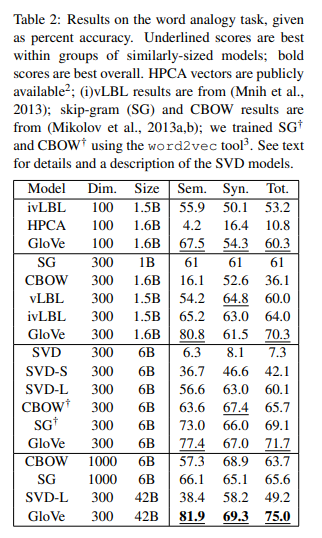 Table 2: Results on the word analogy task, given
as percent accuracy. Underlined scores are best
within groups of similarly-sized models; bold
scores are best overall. HPCA vectors are publicly
available²; (i)vLBL results are from (Mnih et al.,
2013); skip-gram (SG) and CBOW results are
from (Mikolov et al., 2013a,b); we trained SG†
and CBOW† using the word2vec tool³. See text
for details and a description of the SVD models.
Model Dim. Size Sem. Syn. Tot.
ivLBL 100 1.5B 55.9 50.1 53.2
HPCA 100 1.6B 4.2 16.4 10.8
GloVe 100 1.6B 67.5 54.3 60.3
SG 300 1B 61 61 61
CBOW 300 1.6B 16.1 52.6 36.1
vLBL 300 1.5B 54.2 64.8 60.0
ivLBL 300 1.5B 65.2 63.0 64.0
GloVe 300 1.6B 80.8 61.5 70.3
SVD 300 6B 6.3 8.1 7.3
SVD-S 300 6B 36.7 46.6 42.1
SVD-L 300 6B 56.6 63.0 60.1
CBOW† 300 6B 63.6 67.4 65.7
SG† 300 6B 73.0 66.0 69.1
GloVe 300 6B 77.4 67.0 71.7
CBOW 1000 6B 57.3 68.9 63.7
SG 1000 6B 66.1 65.1 65.6
SVD-L 300 42B 38.4 58.2 49.2
GloVe 300 42B 81.9 69.3 75.0